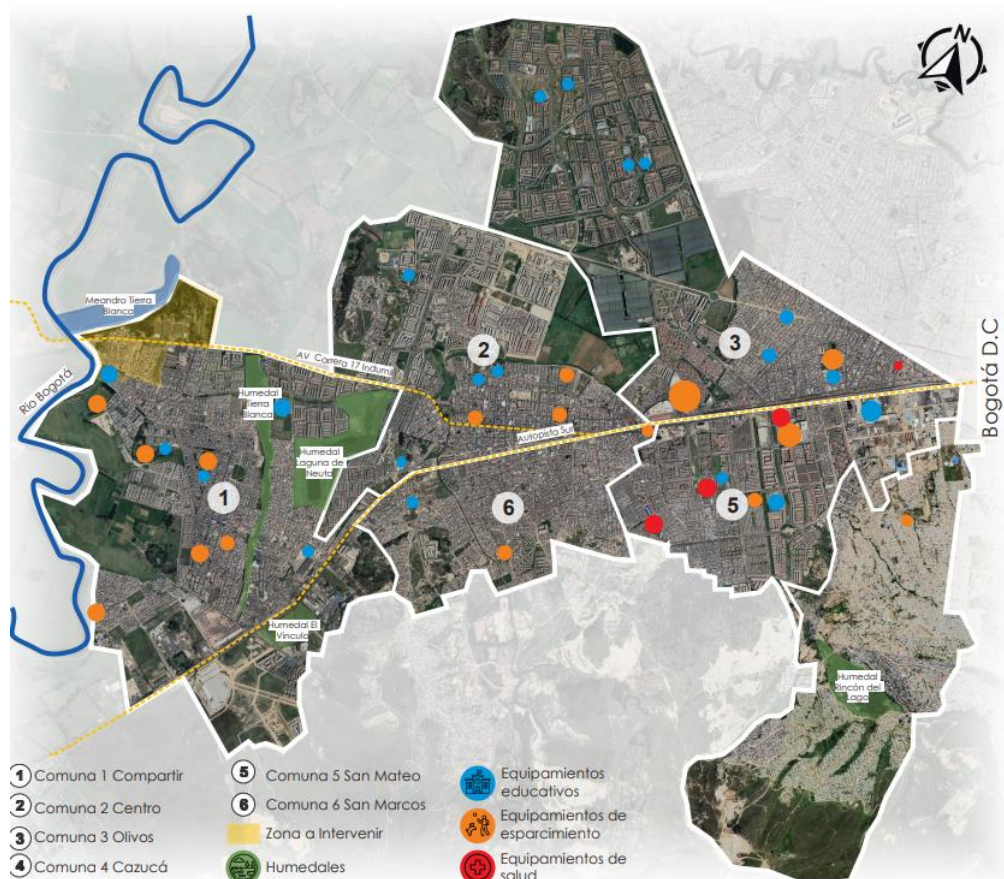 N
Meandro Tierra
Blanca
Río Bogotá
AV Carrera 17 Indumil
Humedal
Tierra
Blanca
Humedal
Laguna de
Neuta
Autopista Sur
Bogotá D.C
1
2
3
5
6
Humedal El
Vínculo
Humedal
Rincón del
Lago
1 Comuna 1 Compartir
2 Comuna 2 Centro
3 Comuna 3 Olivos
4 Comuna 4 Cazucá
5 Comuna 5 San Mateo
6 Comuna 6 San Marcos
Zona a Intervenir
Humedales
Equipamientos
educativos
Equipamientos de
esparcimiento
Equipamientos de
salud